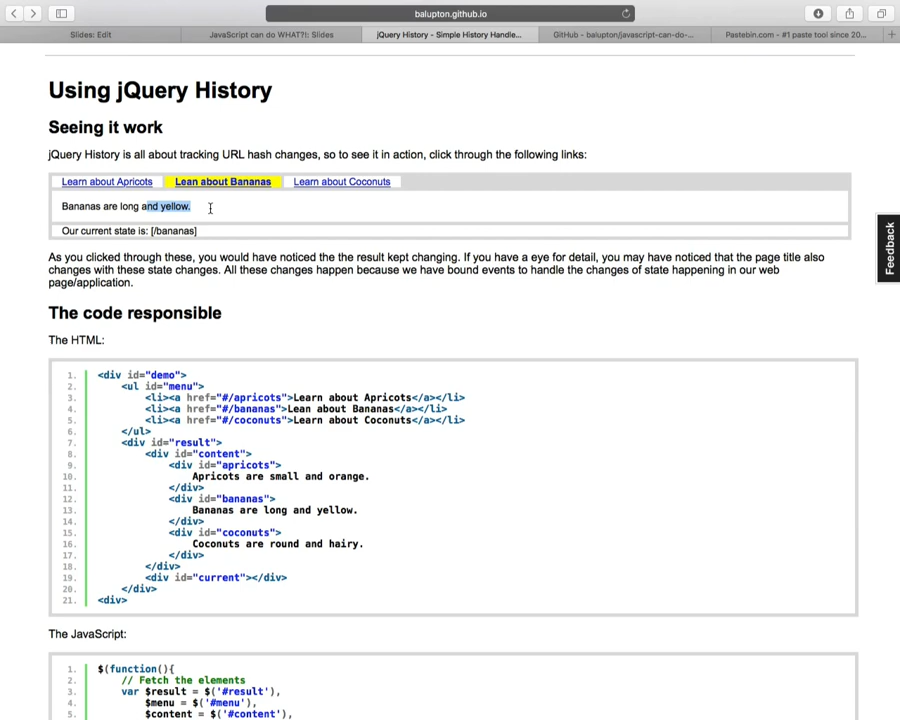 balupton.github.io
Slides: Edit
JavaScript can do WHAT?!: Slides
jQuery History - Simple History Handle...
GitHub - balupton/javascript-can-do-...
Pastebin.com - #1 paste tool since 20...
Using jQuery History
Seeing it work
jQuery History is all about tracking URL hash changes, so to see it in action, click through the following links:
Learn about Apricots
Lean about Bananas
Learn about Coconuts
Bananas are long and yellow.
Our current state is: [/bananas]
As you clicked through these, you would have noticed the the result kept changing. If you have a eye for detail, you may have noticed that the page title also
changes with these state changes. All these changes happen because we have bound events to handle the changes of state happening in our web
page/application.
Feedback
The code responsible
The HTML:
1. <div id="demo">
2. <ul id="menu">
3. <li><a href="#/apricots">Learn about Apricots</a></li>
4. <li><a href="#/bananas">Lean about Bananas</a></li>
5. <li><a href="#/coconuts">Learn about Coconuts</a></li>
6. </ul>
7. <div id="result">
8. <div id="content">
9. <div id="apricots">
10. Apricots are small and orange.
11. </div>
12. <div id="bananas">
13. Bananas are long and yellow.
14. </div>
15. <div id="coconuts">
16. Coconuts are round and hairy.
17. </div>
18. </div>
19. <div id="current"></div>
20. </div>
21. <div>
The JavaScript:
1. $(function(){
2. // Fetch the elements
3. var $result = $('#result'),
4. $menu = $('#menu'),
5. $content = $('#content'),